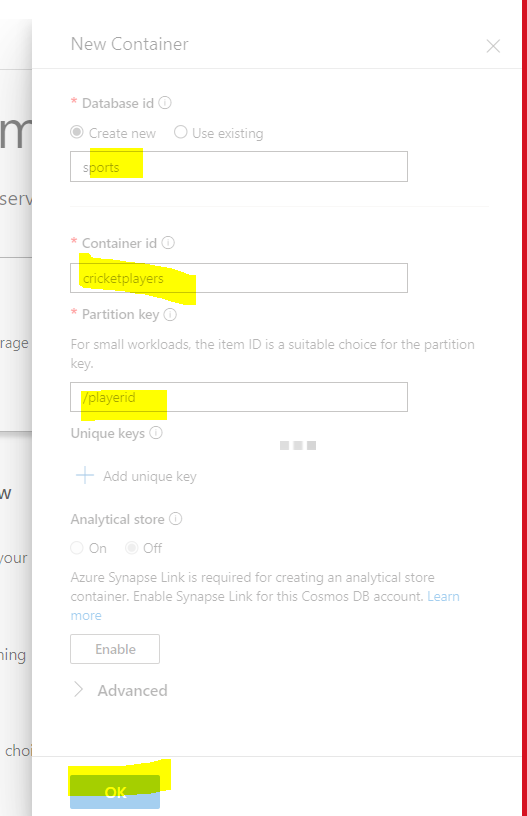 New Container
* Database id
Create new Use existing
sports
m
serv
* Container id
cricketplayers
* Partition key
For small workloads, the item ID is a suitable choice for the partition
key.
rage
/playerid
Unique keys
Add unique key
w
Analytical store
On Off
your
Azure Synapse Link is required for creating an analytical store
container. Enable Synapse Link for this Cosmos DB account. Learn
more
Enable
ning
Advanced
choi
OK